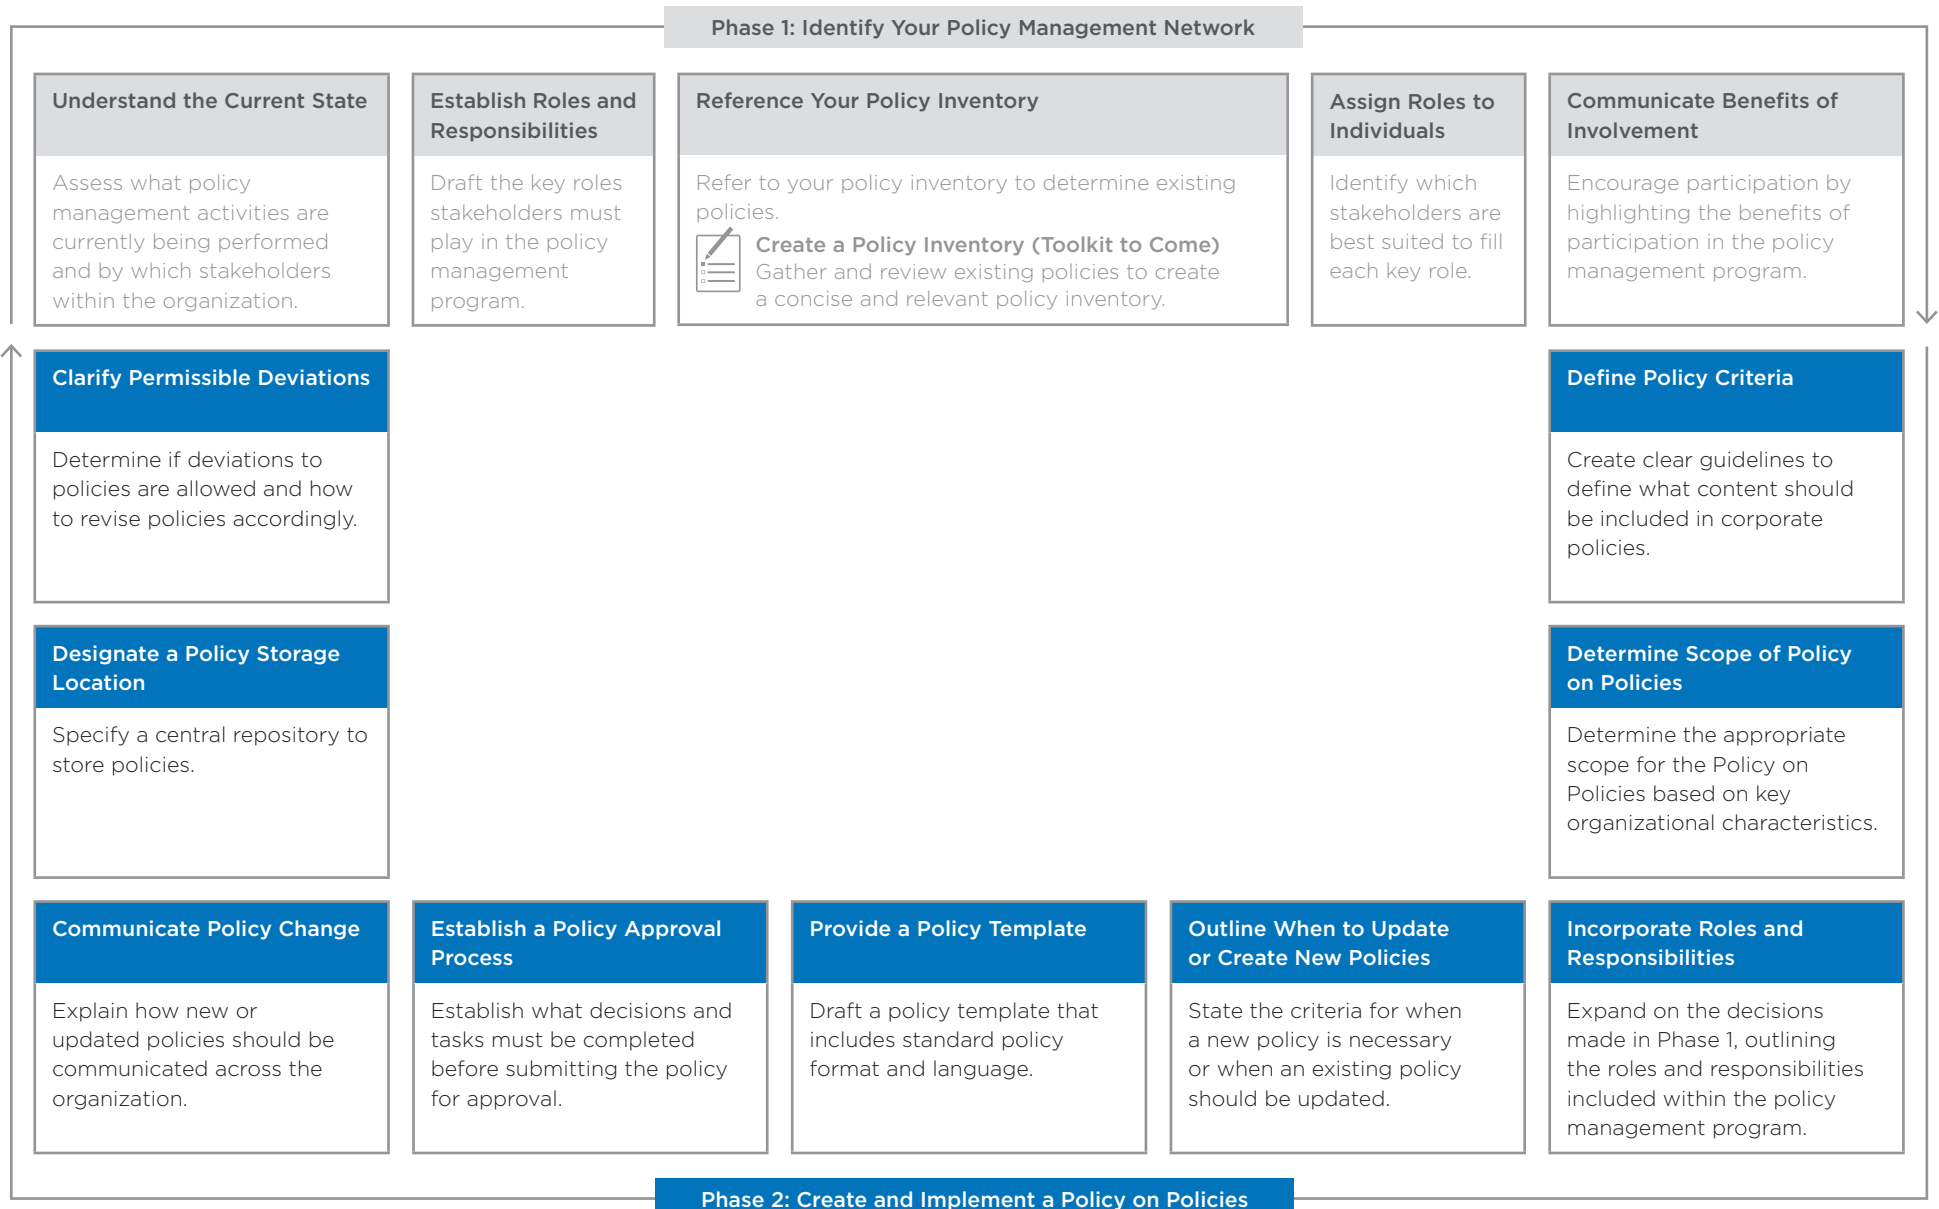 Phase 1: Identify Your Policy Management Network
Understand the Current State
Assess what policy
management activities are
currently being performed
and by which stakeholders
within the organization.
Establish Roles and
Responsibilities
Draft the key roles
stakeholders must
play in the policy
management
program.
Reference Your Policy Inventory
Refer to your policy inventory to determine existing
policies.
Create a Policy Inventory (Toolkit to Come)
Gather and review existing policies to create
a concise and relevant policy inventory.
Assign Roles to
Individuals
Identify which
stakeholders are
best suited to fill
each key role.
Communicate Benefits of
Involvement
Encourage participation by
highlighting the benefits of
participation in the policy
management program.
Clarify Permissible Deviations
Determine if deviations to
policies are allowed and how
to revise policies accordingly.
Define Policy Criteria
Create clear guidelines to
define what content should
be included in corporate
policies.
Designate a Policy Storage
Location
Specify a central repository to
store policies.
Determine Scope of Policy
on Policies
Determine the appropriate
scope for the Policy on
Policies based on key
organizational characteristics.
Communicate Policy Change
Explain how new or
updated policies should be
communicated across the
organization.
Establish a Policy Approval
Process
Establish what decisions and
tasks must be completed
before submitting the policy
for approval.
Provide a Policy Template
Draft a policy template that
includes standard policy
format and language.
Outline When to Update
or Create New Policies
State the criteria for when
a new policy is necessary
or when an existing policy
should be updated.
Incorporate Roles and
Responsibilities
Expand on the decisions
made in Phase 1, outlining
the roles and responsibilities
included within the policy
management program.
Phase 2: Create and Implement a Policy on Policies